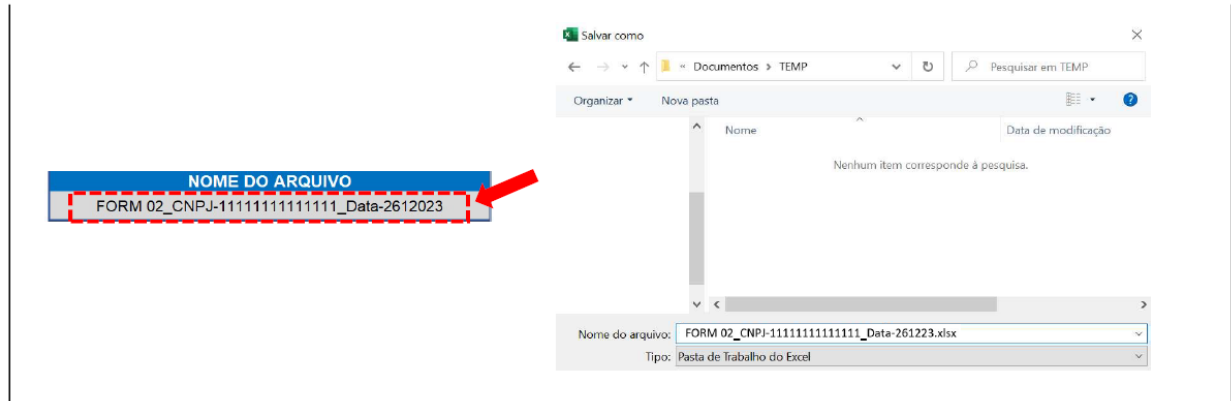 NOME DO ARQUIVO
FORM 02_CNPJ-11111111111111_Data-2612023
Salvar como
« Documentos > TEMP
Pesquisar em TEMP
Organizar
Nova pasta
Nome
Data de modificação
Nenhum item corresponde à pesquisa.
Nome do arquivo: FORM 02_CNPJ-11111111111111_Data-261223.xlsx
Tipo: Pasta de Trabalho do Excel